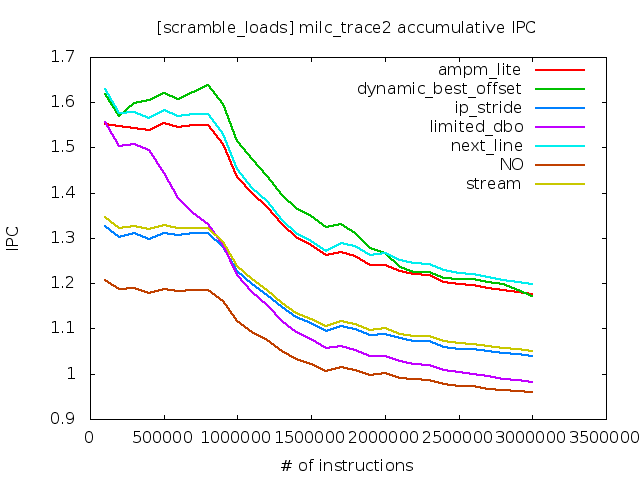 [scramble_loads] milc_trace2 accumulative IPC
1.7
1.6
1.5
1.4
1.3
1.2
1.1
1
0.9
IPC
ampm_lite
dynamic_best_offset
ip_stride
limited_dbo
next_line
NO
stream
0 500000 1000000 1500000 2000000 2500000 3000000 3500000
# of instructions